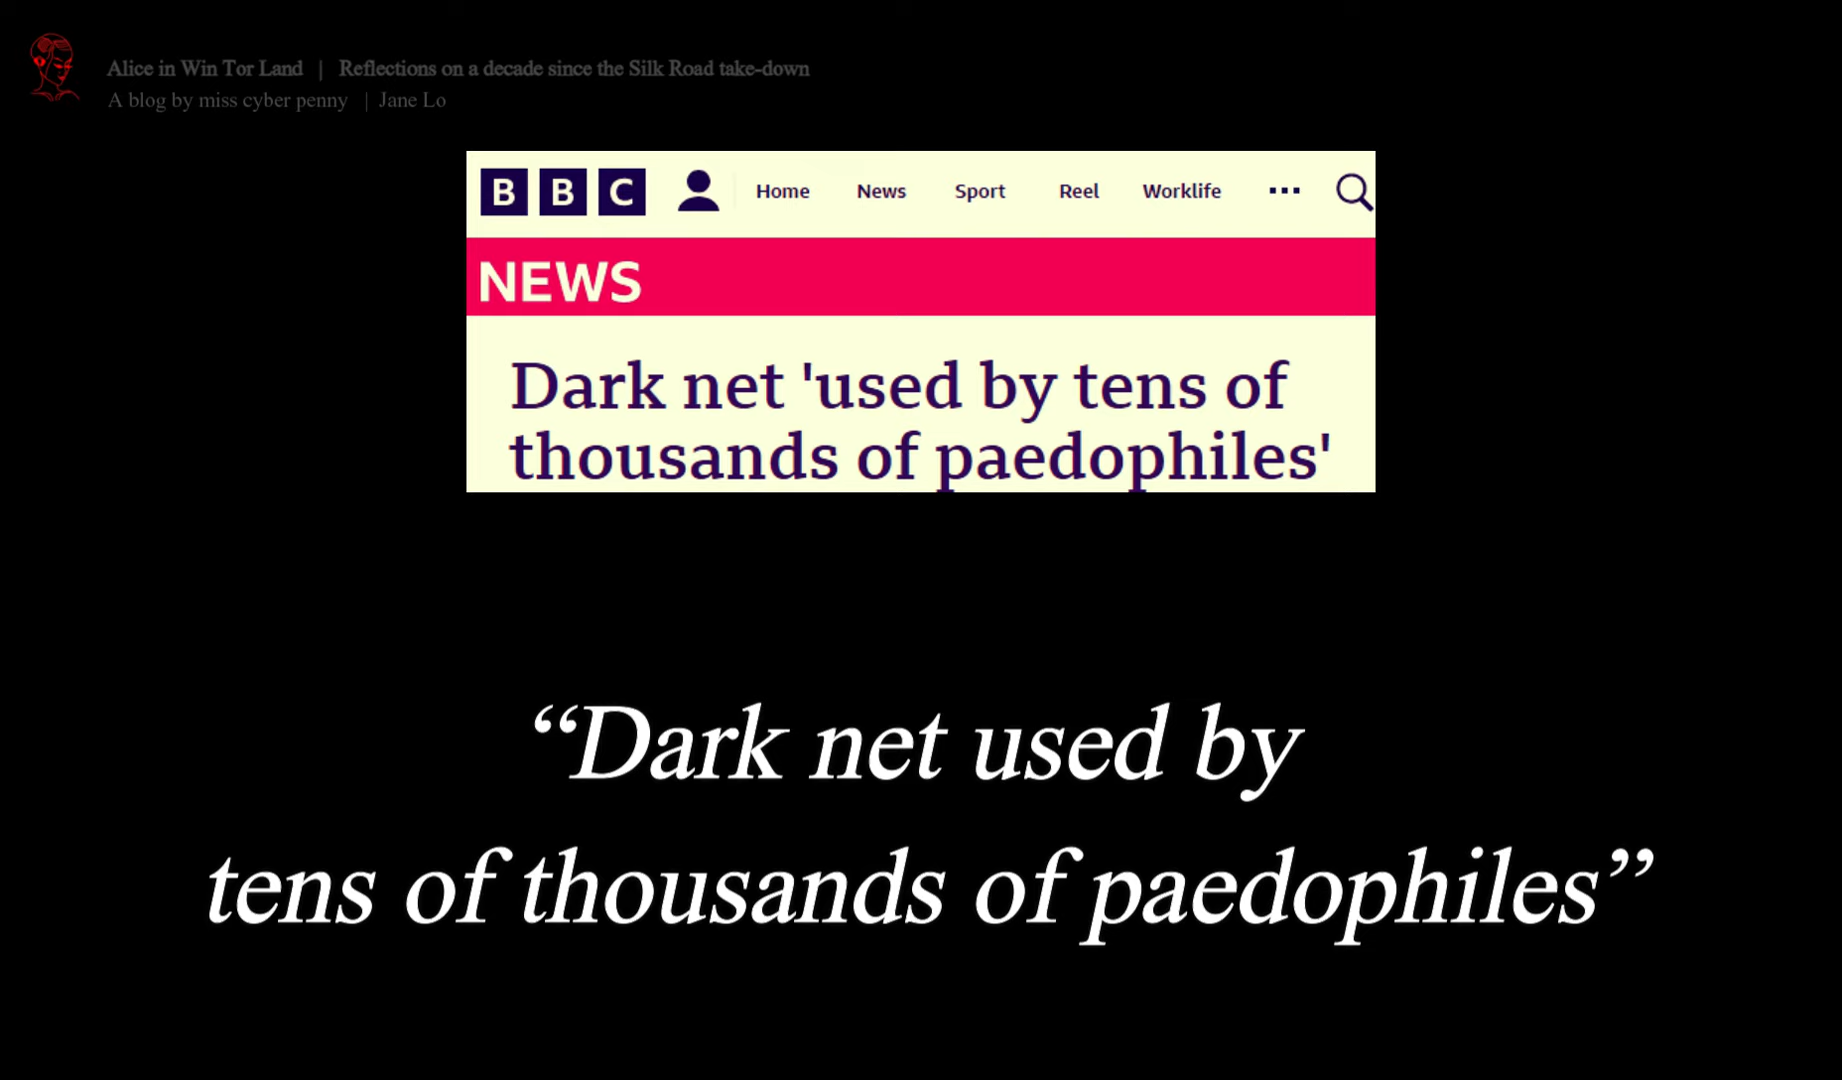 Alice in Win Tor Land | Reflections on a decade since the Silk Road take-down
A blog by miss cyber penny | Jane Lo
BBC Home News Sport Reel Worklife ...
NEWS
Dark net 'used by tens of
thousands of paedophiles'
“Dark net used by
tens of thousands of paedophiles”